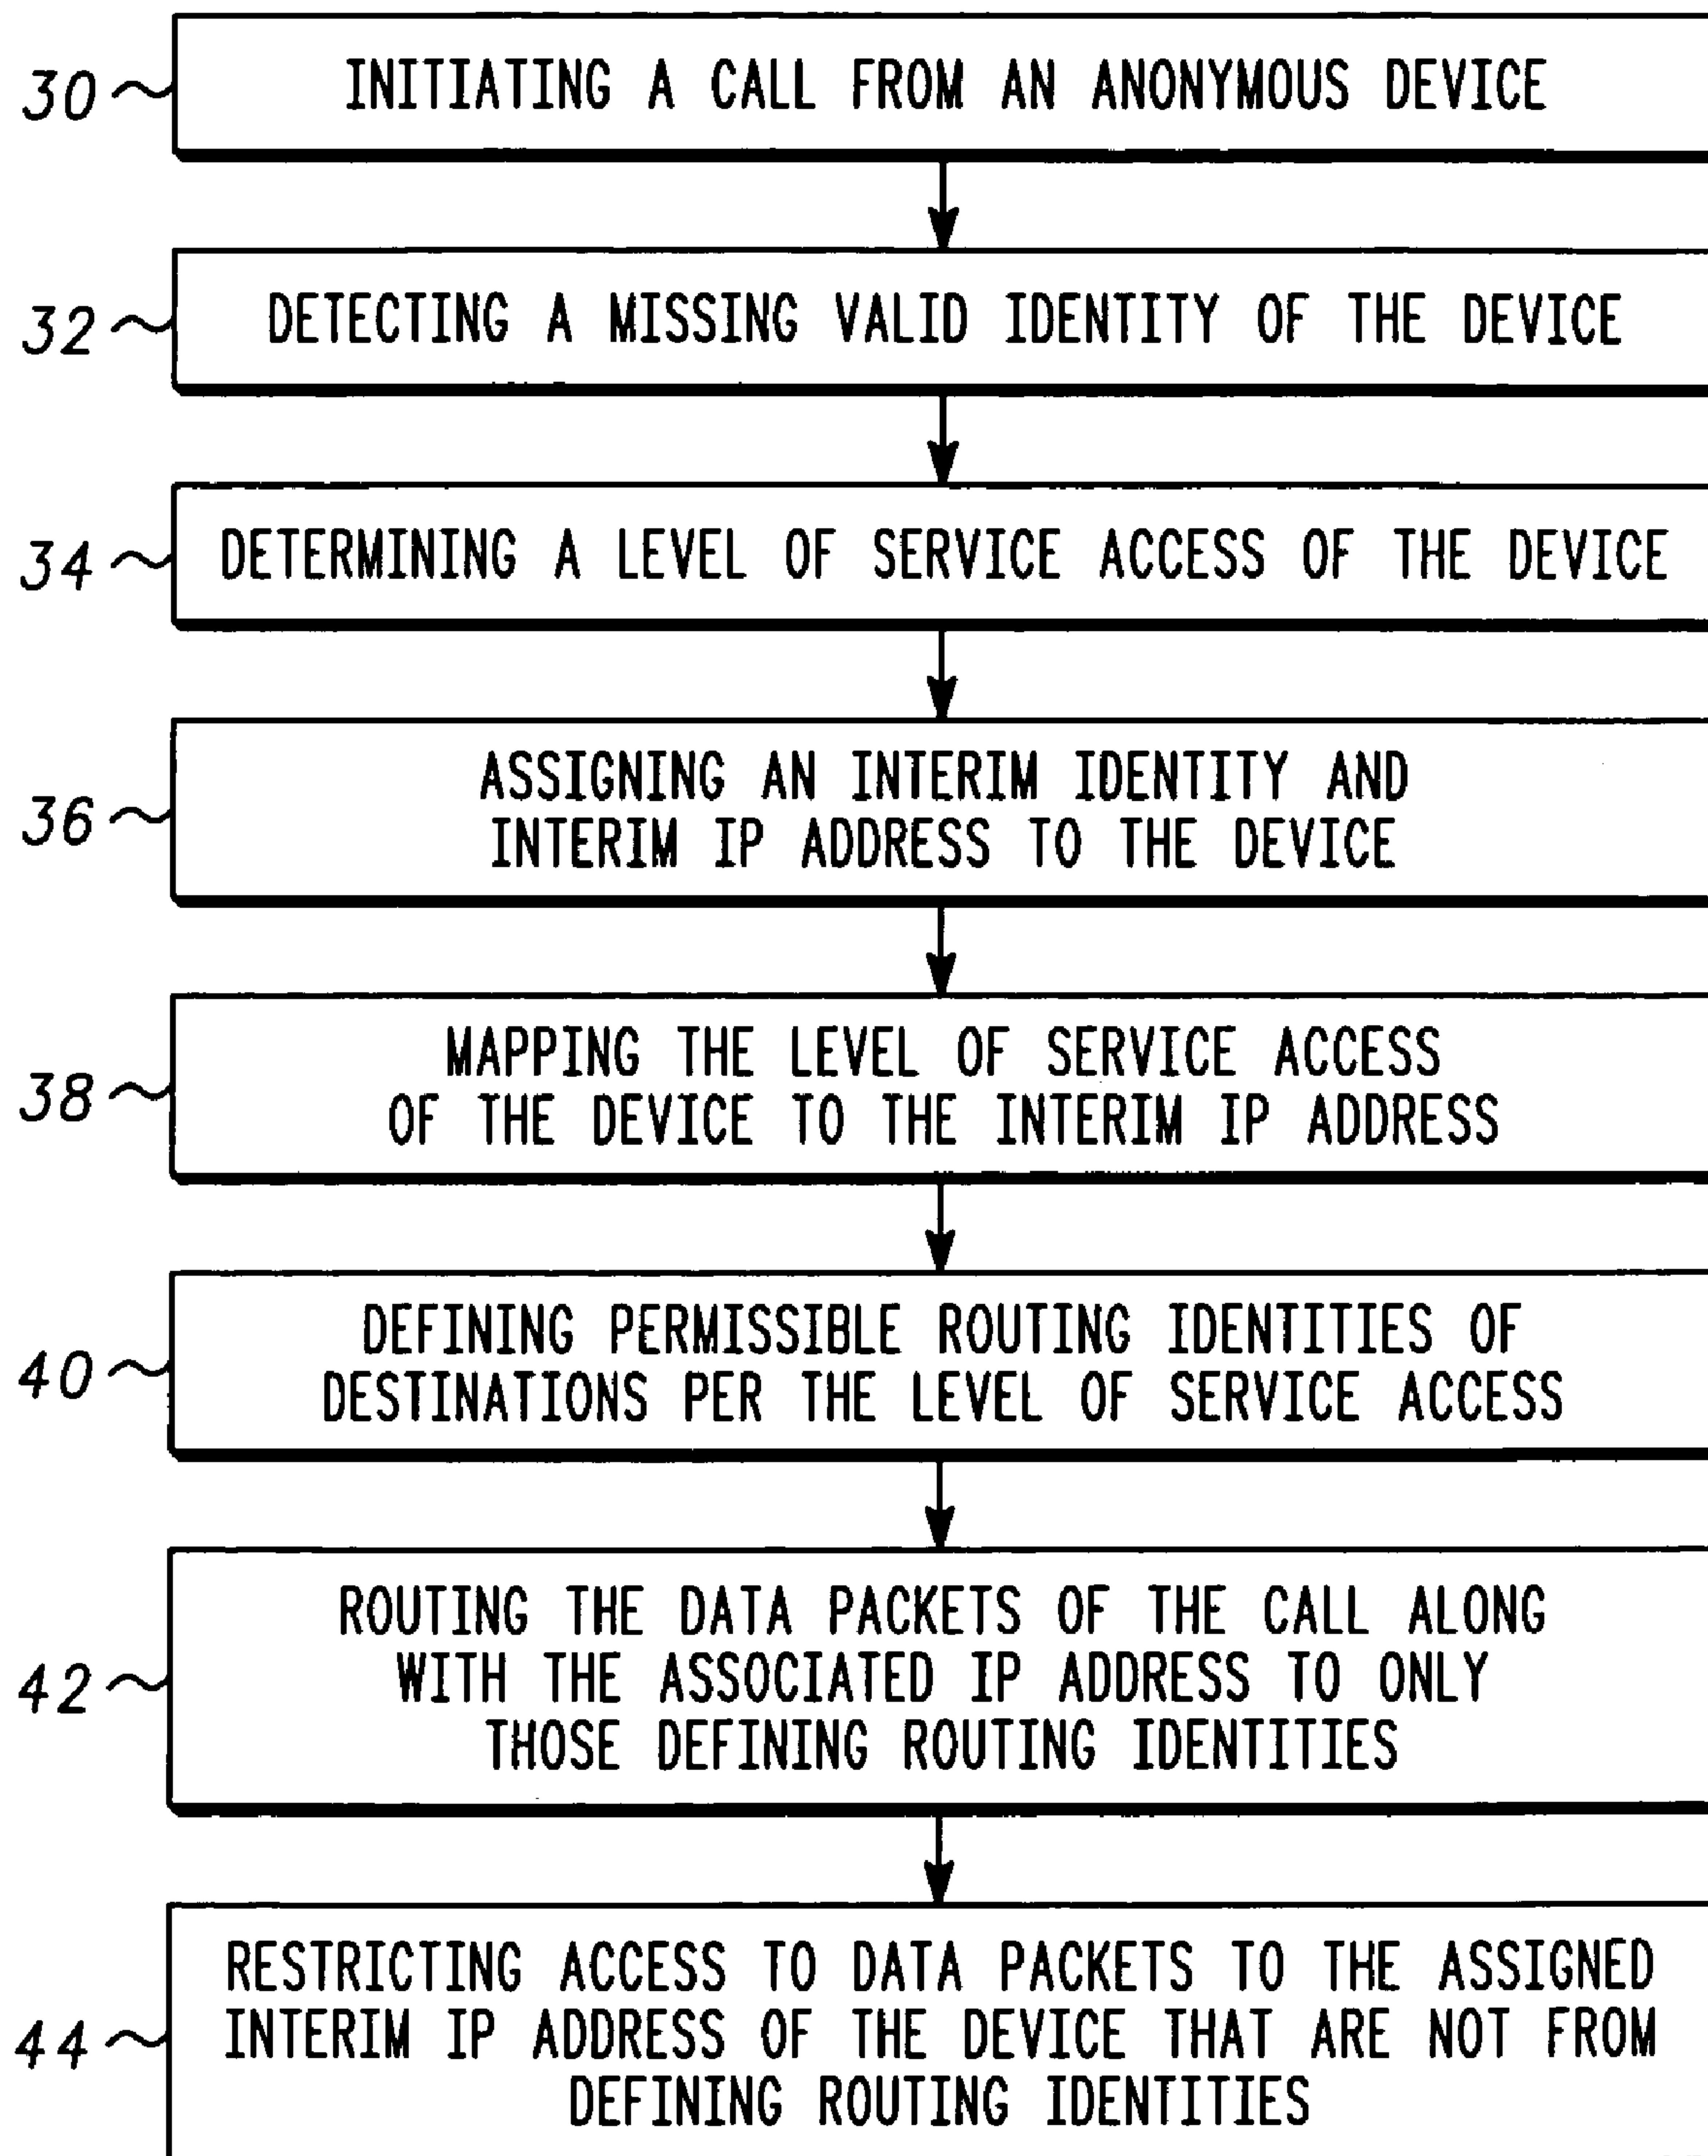 30
INITIATING A CALL FROM AN ANONYMOUS DEVICE
32
DETECTING A MISSING VALID IDENTITY OF THE DEVICE
34
DETERMINING A LEVEL OF SERVICE ACCESS OF THE DEVICE
36
ASSIGNING AN INTERIM IDENTITY AND
INTERIM IP ADDRESS TO THE DEVICE
38
MAPPING THE LEVEL OF SERVICE ACCESS
OF THE DEVICE TO THE INTERIM IP ADDRESS
40
DEFINING PERMISSIBLE ROUTING IDENTITIES OF
DESTINATIONS PER THE LEVEL OF SERVICE ACCESS
42
ROUTING THE DATA PACKETS OF THE CALL ALONG
WITH THE ASSOCIATED IP ADDRESS TO ONLY
THOSE DEFINING ROUTING IDENTITIES
44
RESTRICTING ACCESS TO DATA PACKETS TO THE ASSIGNED
INTERIM IP ADDRESS OF THE DEVICE THAT ARE NOT FROM
DEFINING ROUTING IDENTITIES